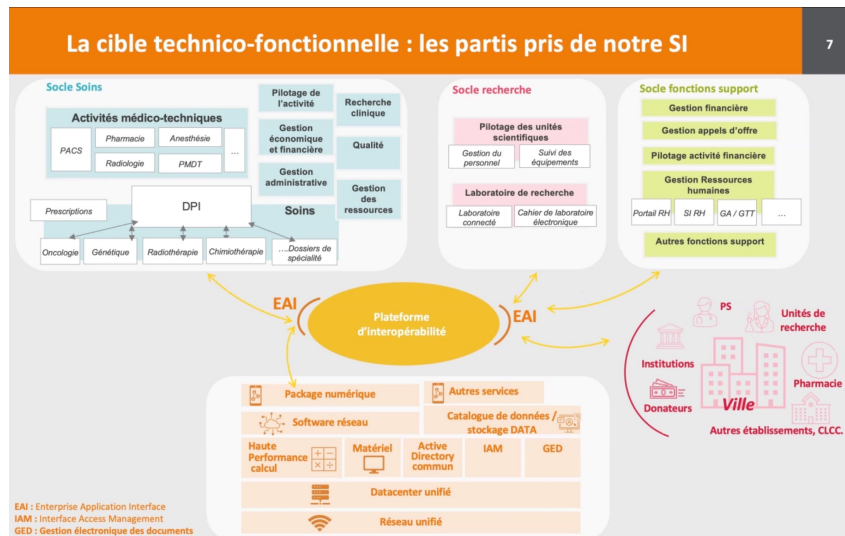 La cible technico-fonctionnelle : les partis pris de notre SI
7
Socle Soins
Activités médico-techniques
PACS
Pharmacie
Anesthésie
Radiologie
PMDT
...
Pilotage de
l'activité
Gestion
économique
et financière
Gestion
administrative
Recherche
clinique
Qualité
Gestion
des
ressources
Prescriptions
DPI
Soins
Oncologie
Génétique
Radiothérapie
Chimiothérapie
....Dossiers de
spécialité
Socle recherche
Pilotage des unités
scientifiques
Gestion du
personnel
Suivi des
équipements
Laboratoire de recherche
Laboratoire
connecté
Cahier de laboratoire
électronique
Socle fonctions support
Gestion financière
Gestion appels d'offre
Pilotage activité financière
Gestion Ressources
humaines
Portail RH
SI RH
GA / GTT
...
Autres fonctions support
EAI
Plateforme
d'interopérabilité
EAI
PS
Unités de
recherche
Institutions
Pharmacie
Donateurs
Ville
Autres établissements, CLCC.
Package numérique
Autres services
Software réseau
Catalogue de données /
stockage DATA
Haute
Performance
calcul
Matériel
Active
Directory
commun
IAM
GED
Datacenter unifié
Réseau unifié
EAI : Enterprise Application Interface
IAM : Interface Access Management
GED : Gestion électronique des documents